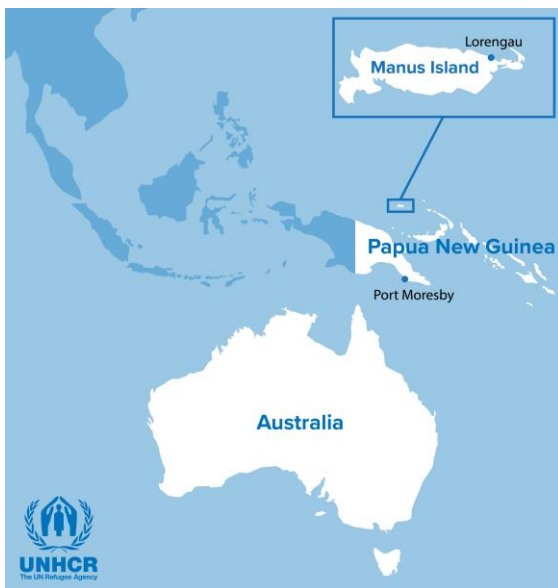 Lorengau
Manus Island
Papua New Guinea
Port Moresby
Australia
UNHCR
The UN Refugee Agency